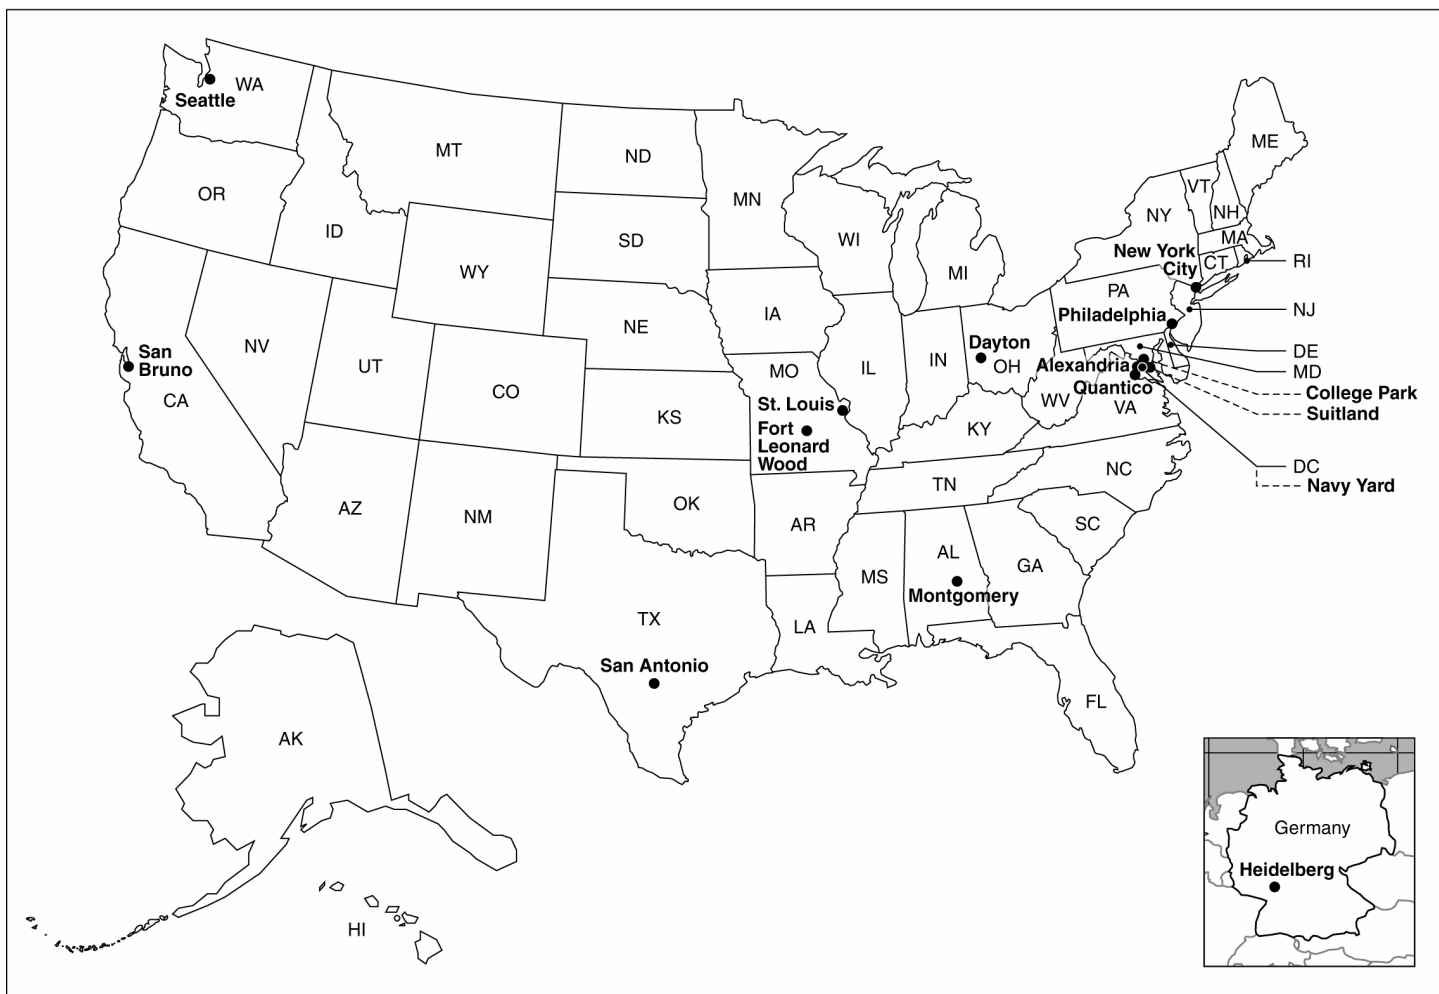 WA
Seattle
MT
ND
MN
ME
OR
ID
SD
WI
MI
NY
VT
NH
MA
New York
City
CT
RI
WY
IA
NE
PA
NJ
Philadelphia
San
Bruno
CA
NV
UT
CO
KS
MO
IL
IN
Dayton
OH
DE
MD
Alexandria
Quantico
College Park
Suitland
WV
VA
St. Louis
Fort
Leonard
Wood
KY
DC
Navy Yard
AZ
NM
OK
AR
TN
NC
SC
MS
AL
GA
Montgomery
TX
LA
San Antonio
FL
AK
HI
Germany
Heidelberg